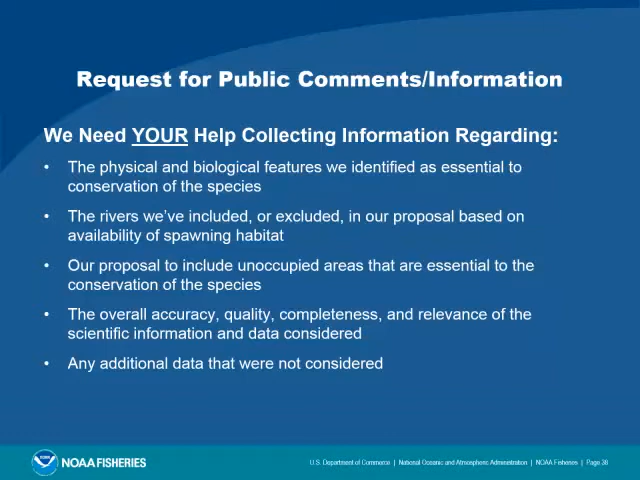 Request for Public Comments/Information
We Need YOUR Help Collecting Information Regarding:
• The physical and biological features we identified as essential to
conservation of the species
• The rivers we've included, or excluded, in our proposal based on
availability of spawning habitat
• Our proposal to include unoccupied areas that are essential to the
conservation of the species
• The overall accuracy, quality, completeness, and relevance of the
scientific information and data considered
• Any additional data that were not considered
NOAA FISHERIES
U.S. Department of Commerce | National Oceanic and Atmospheric Administration | NOAA Fisheries | Page 38